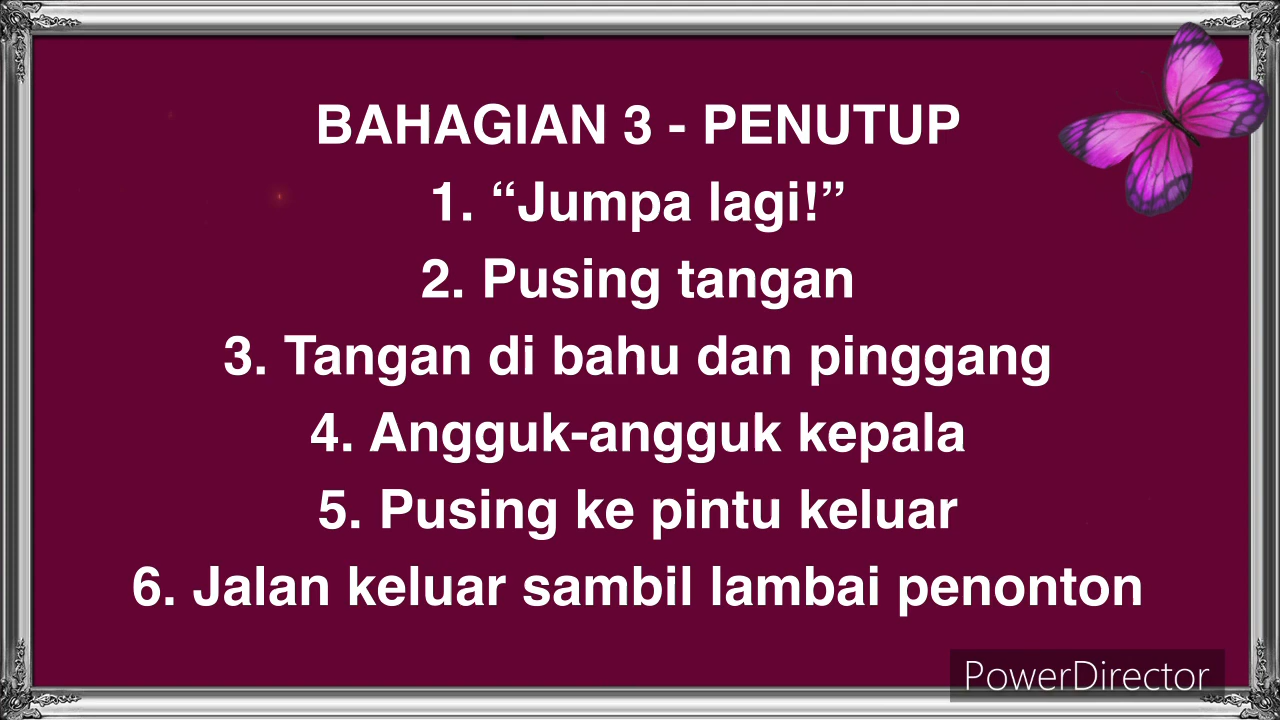 BAHAGIAN 3 - PENUTUP
1. “Jumpa lagi!”
2. Pusing tangan
3. Tangan di bahu dan pinggang
4. Angguk-angguk kepala
5. Pusing ke pintu keluar
6. Jalan keluar sambil lambai penonton
PowerDirector